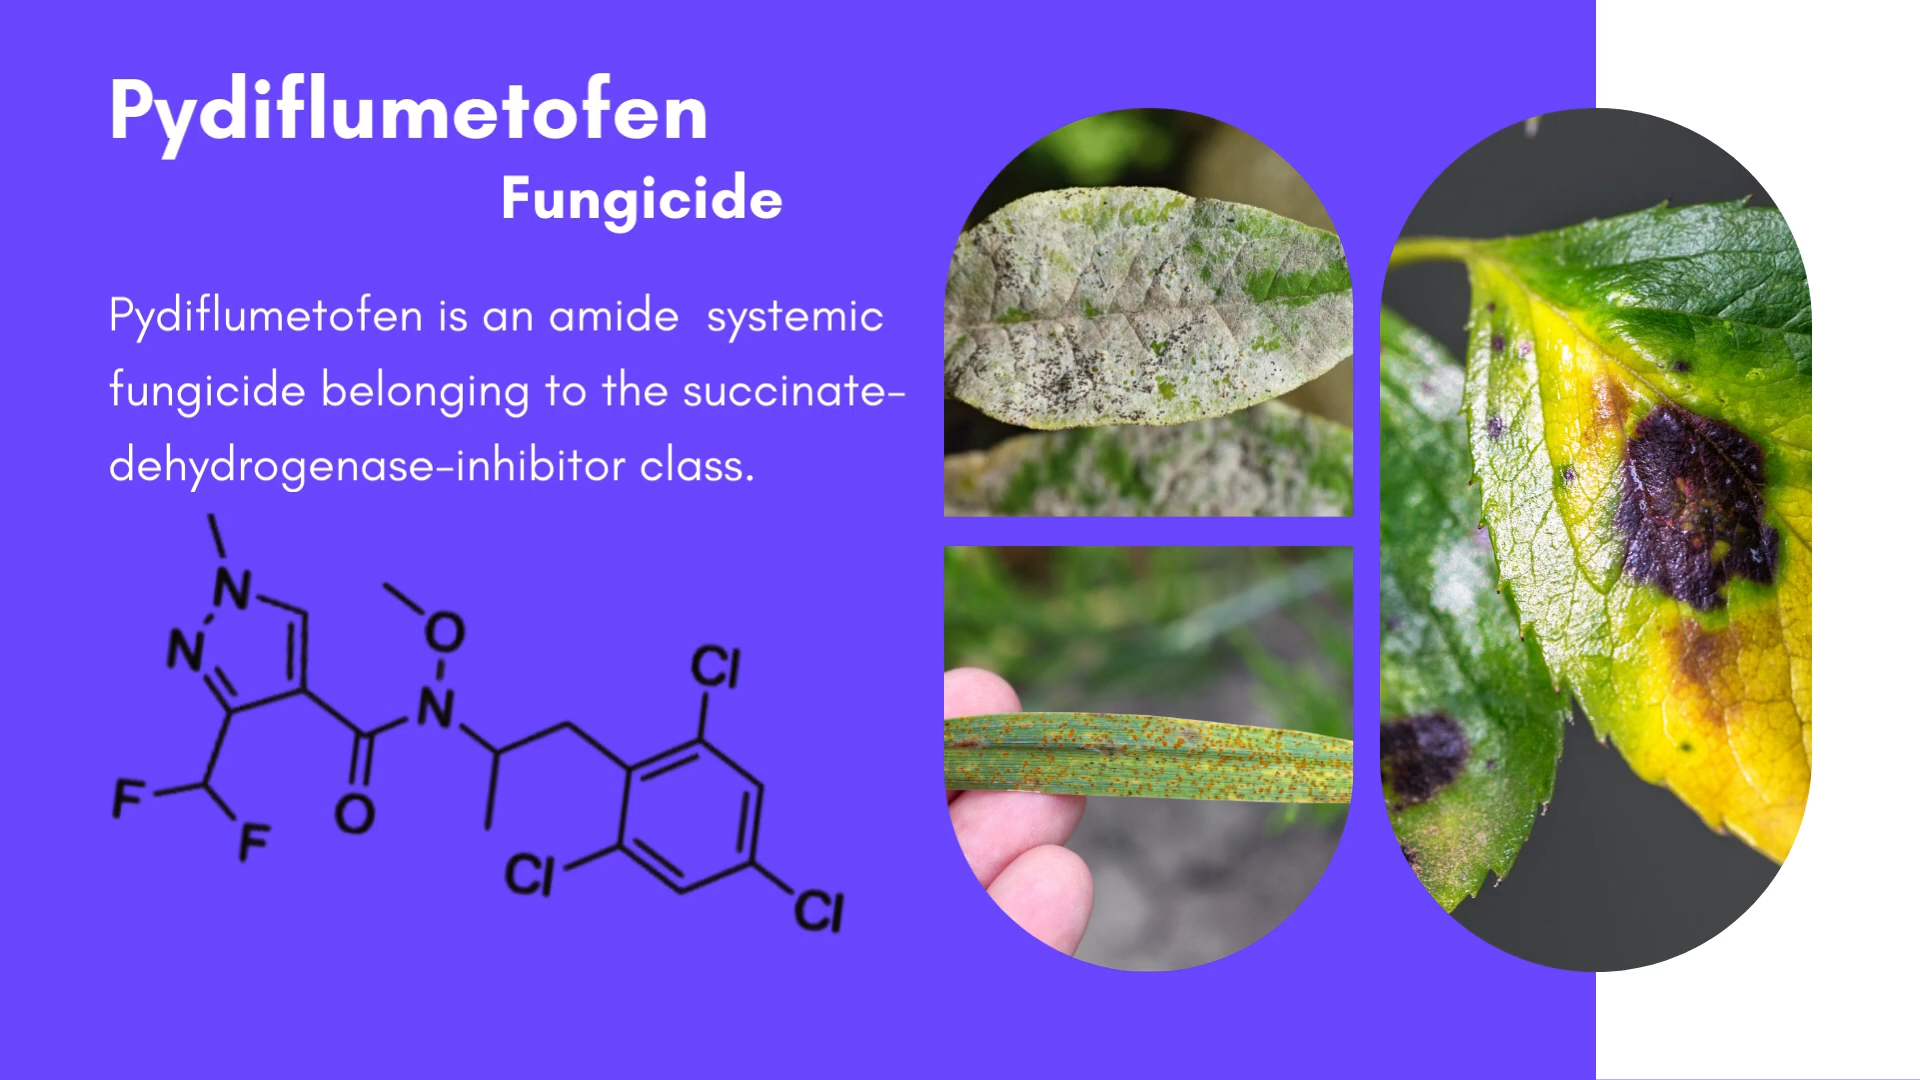 Pydiflumetofen
Fungicide
Pydiflumetofen is an amide  systemic
fungicide belonging to the succinate-
dehydrogenase-inhibitor class.
N
O
N
Cl
N
F
O
F
Cl
Cl